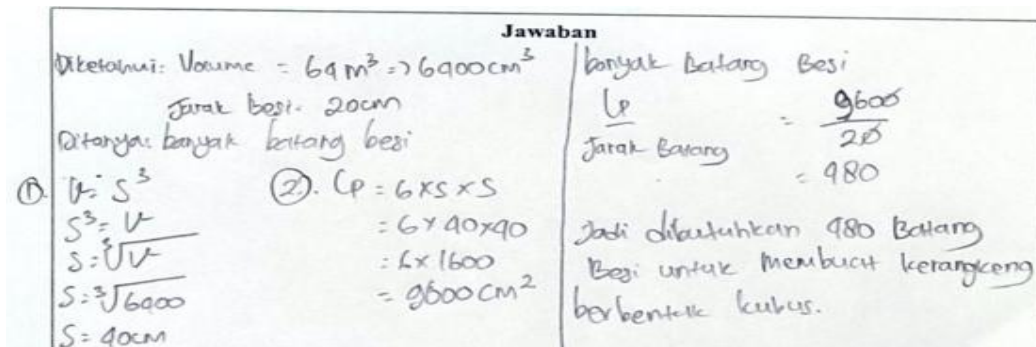 Jawaban
Diketahui: Volume = 64 m³ => 6400 cm³
Jarak besi = 20cm
Ditanya: banyak batang besi
①. V = S³
S³ = V
S = ³√V
S = ³√6400
S = 40cm
②. Lp = 6 x s x s
= 6 x 40 x 40
= 6 x 1600
= 9600 cm²
banyak Batang Besi
Lp / Jarak Batang = 9600 / 20
= 480
Jadi dibutuhkan 480 Batang
Besi untuk membuat kerangkeng
berbentuk kubus.